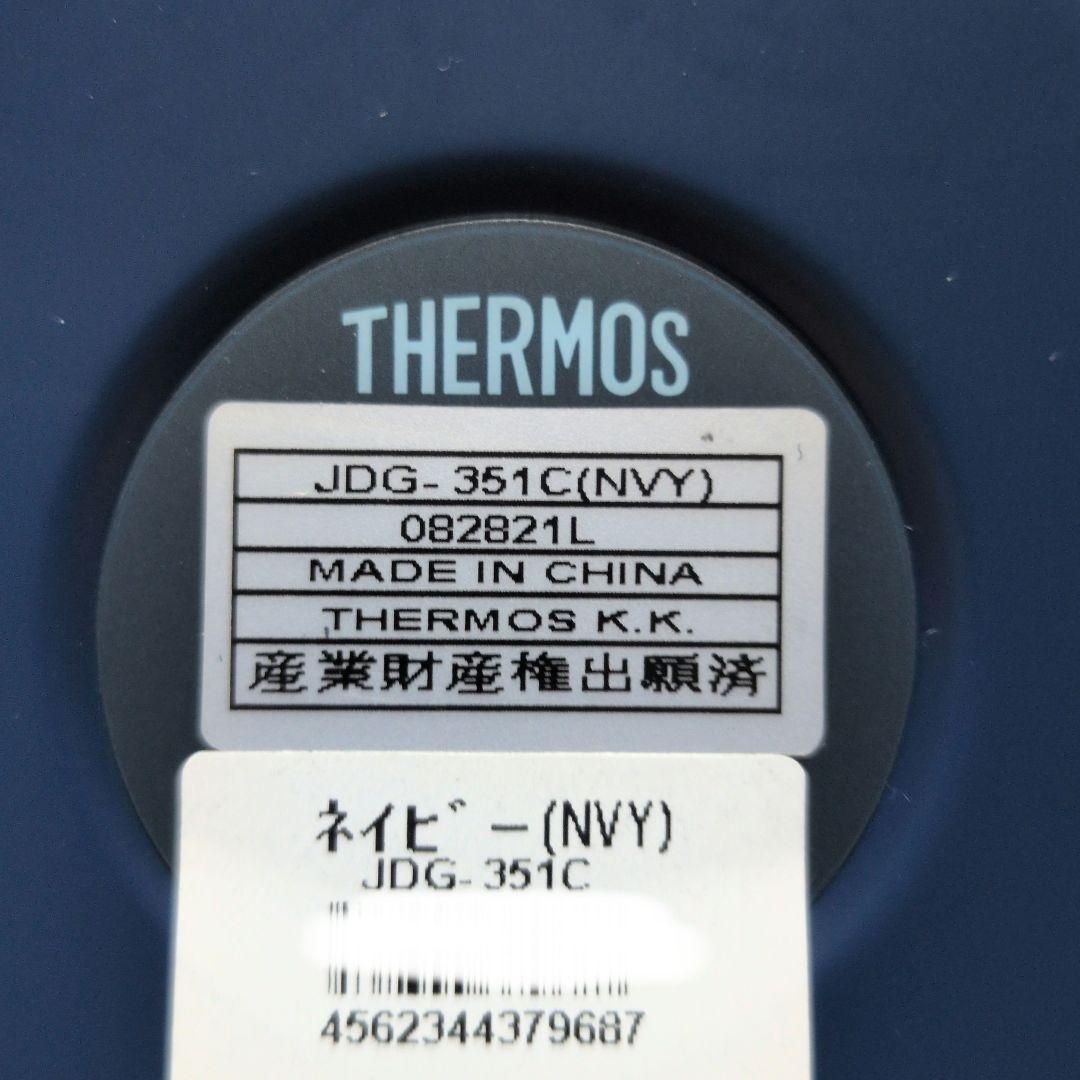 THERMOS
JDG-351C(NVY)
082821L
MADE IN CHINA
THERMOS K.K.
産業財産権出願済
ネイビー(NVY)
JDG-351C
4562344379687